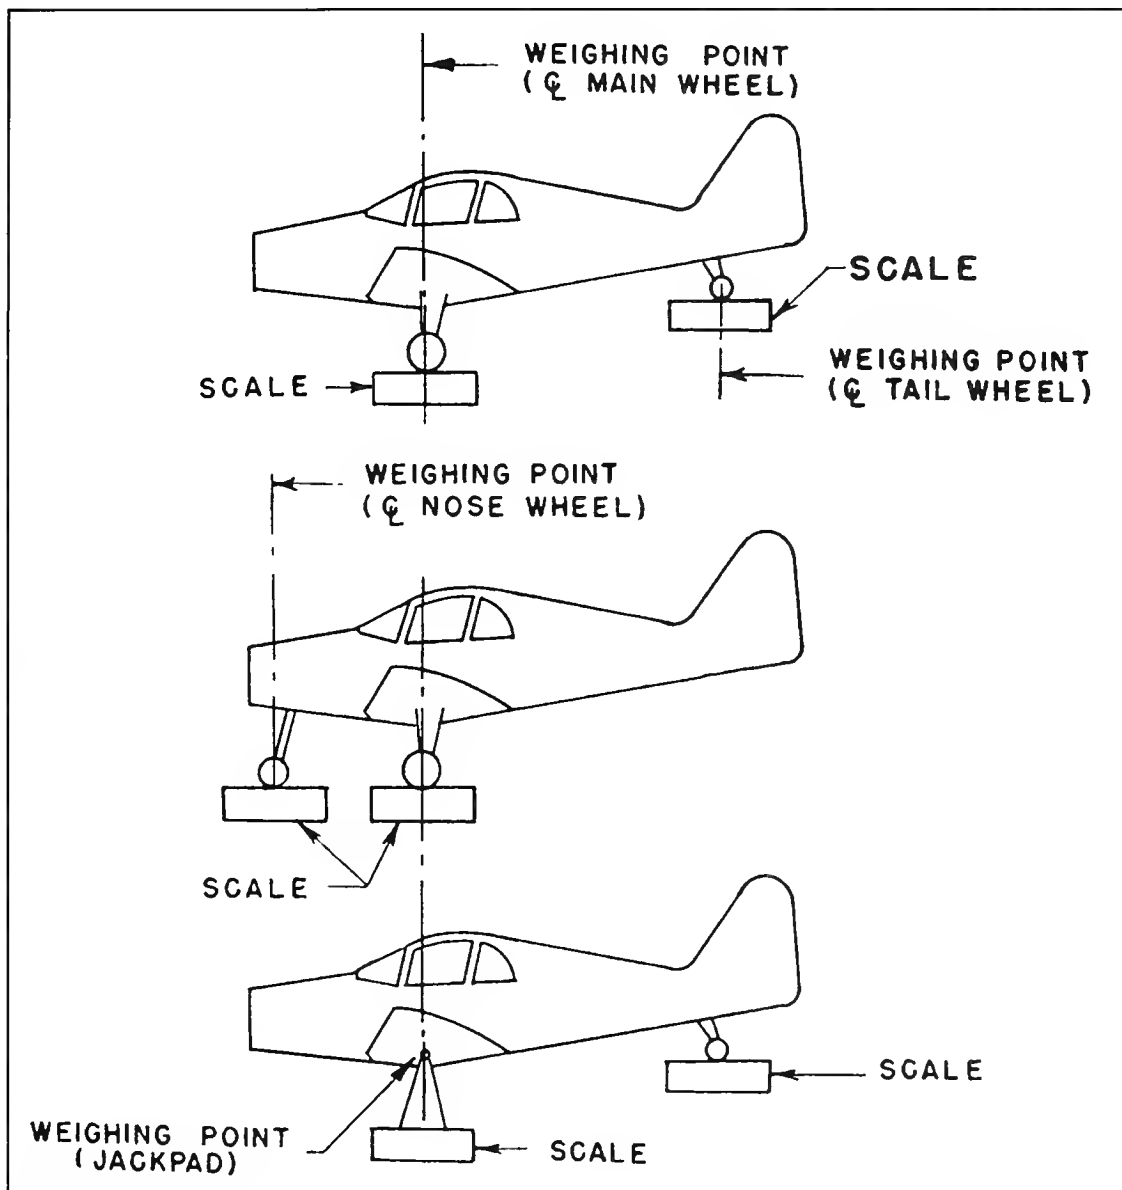 WEIGHING POINT
(℄ MAIN WHEEL)
SCALE
WEIGHING POINT
(℄ TAIL WHEEL)
SCALE
WEIGHING POINT
(℄ NOSE WHEEL)
SCALE
SCALE
WEIGHING POINT
(JACKPAD)
SCALE